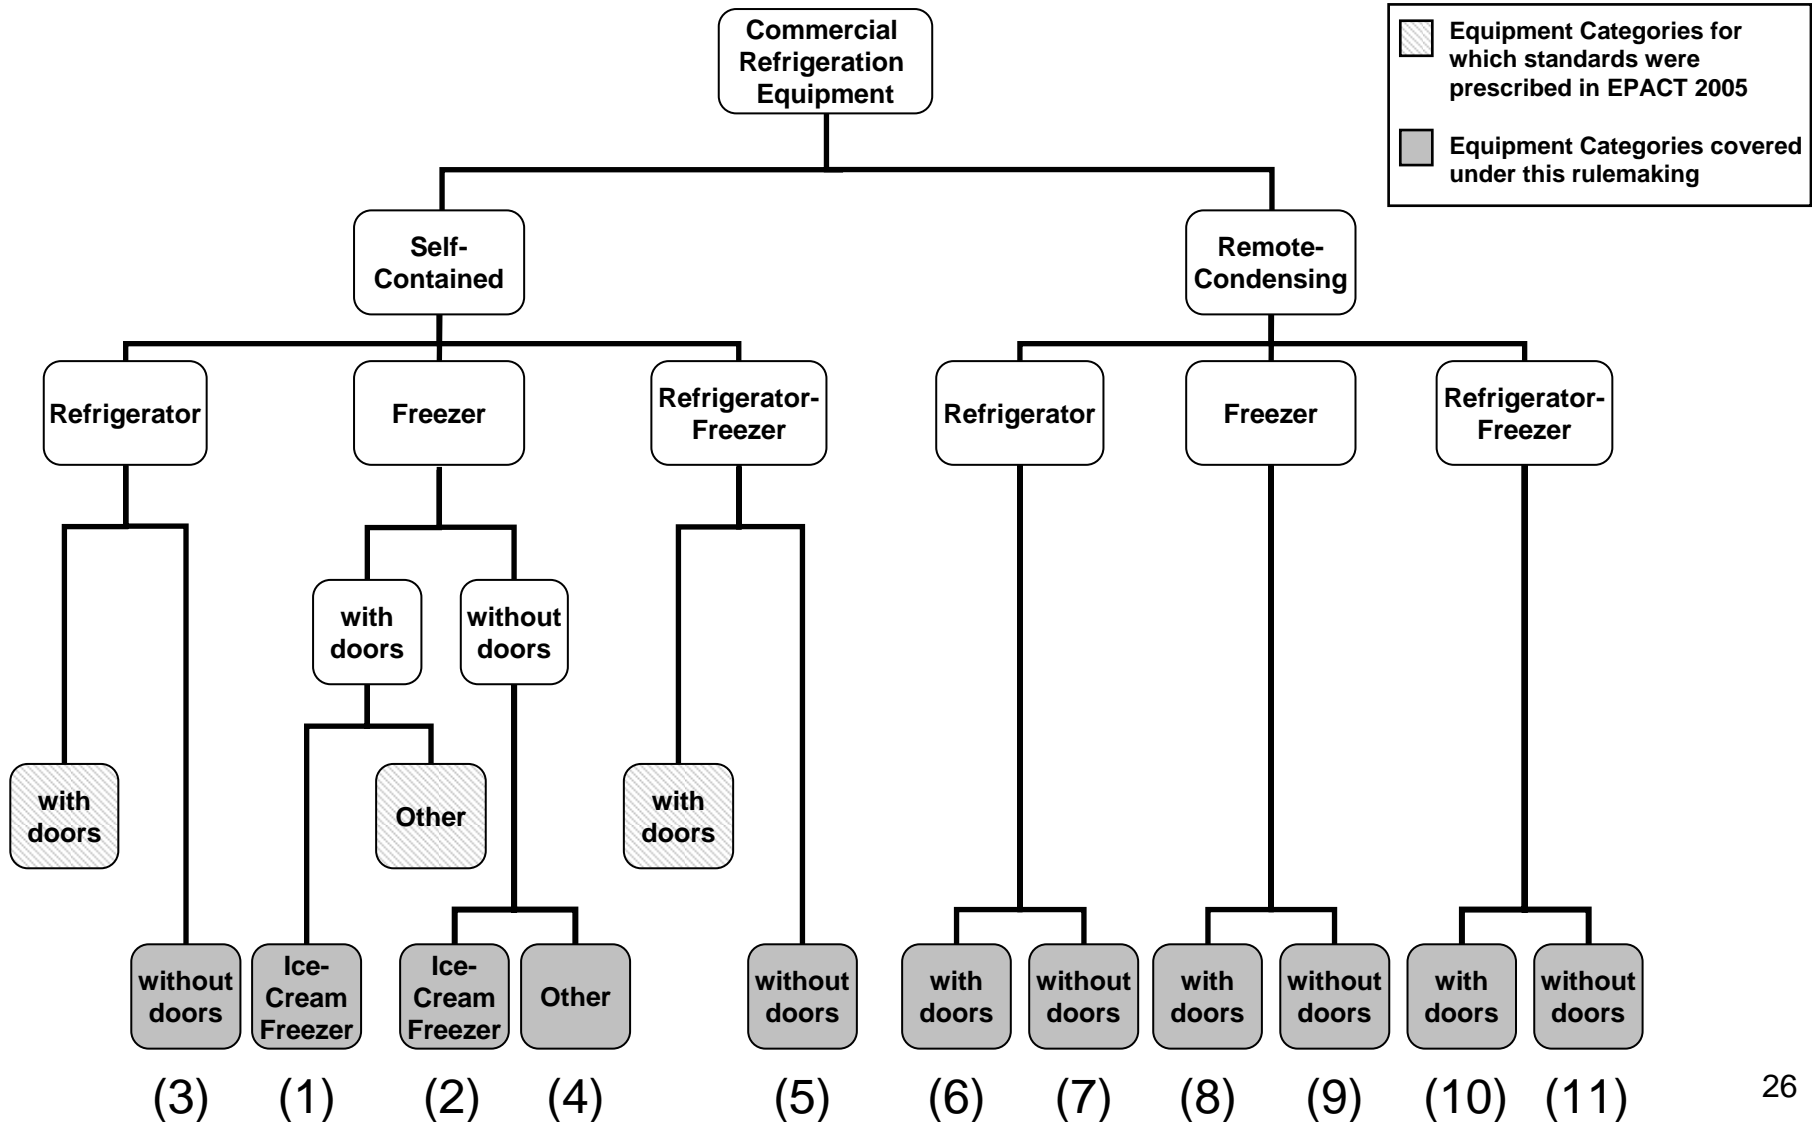 Commercial
Refrigeration
Equipment
Equipment Categories for
which standards were
prescribed in EPACT 2005
Equipment Categories covered
under this rulemaking
Self-
Contained
Remote-
Condensing
Refrigerator
Freezer
Refrigerator-
Freezer
Refrigerator
Freezer
Refrigerator-
Freezer
with
doors
without
doors
with
doors
Other
with
doors
without
doors
Ice-
Cream
Freezer
Ice-
Cream
Freezer
Other
without
doors
with
doors
without
doors
with
doors
without
doors
with
doors
without
doors
(3) (1) (2) (4) (5) (6) (7) (8) (9) (10) (11)
26